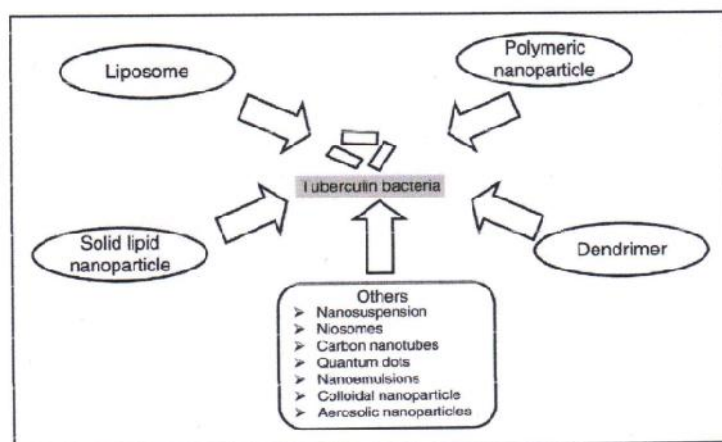 Liposome
Polymeric
nanoparticle
Tuberculin bacteria
Solid lipid
nanoparticle
Dendrimer
Others
➢ Nanosuspension
➢ Niosomes
➢ Carbon nanotubes
➢ Quantum dots
➢ Nanoemulsions
➢ Colloidal nanoparticle
➢ Aerosolic nanoparticles